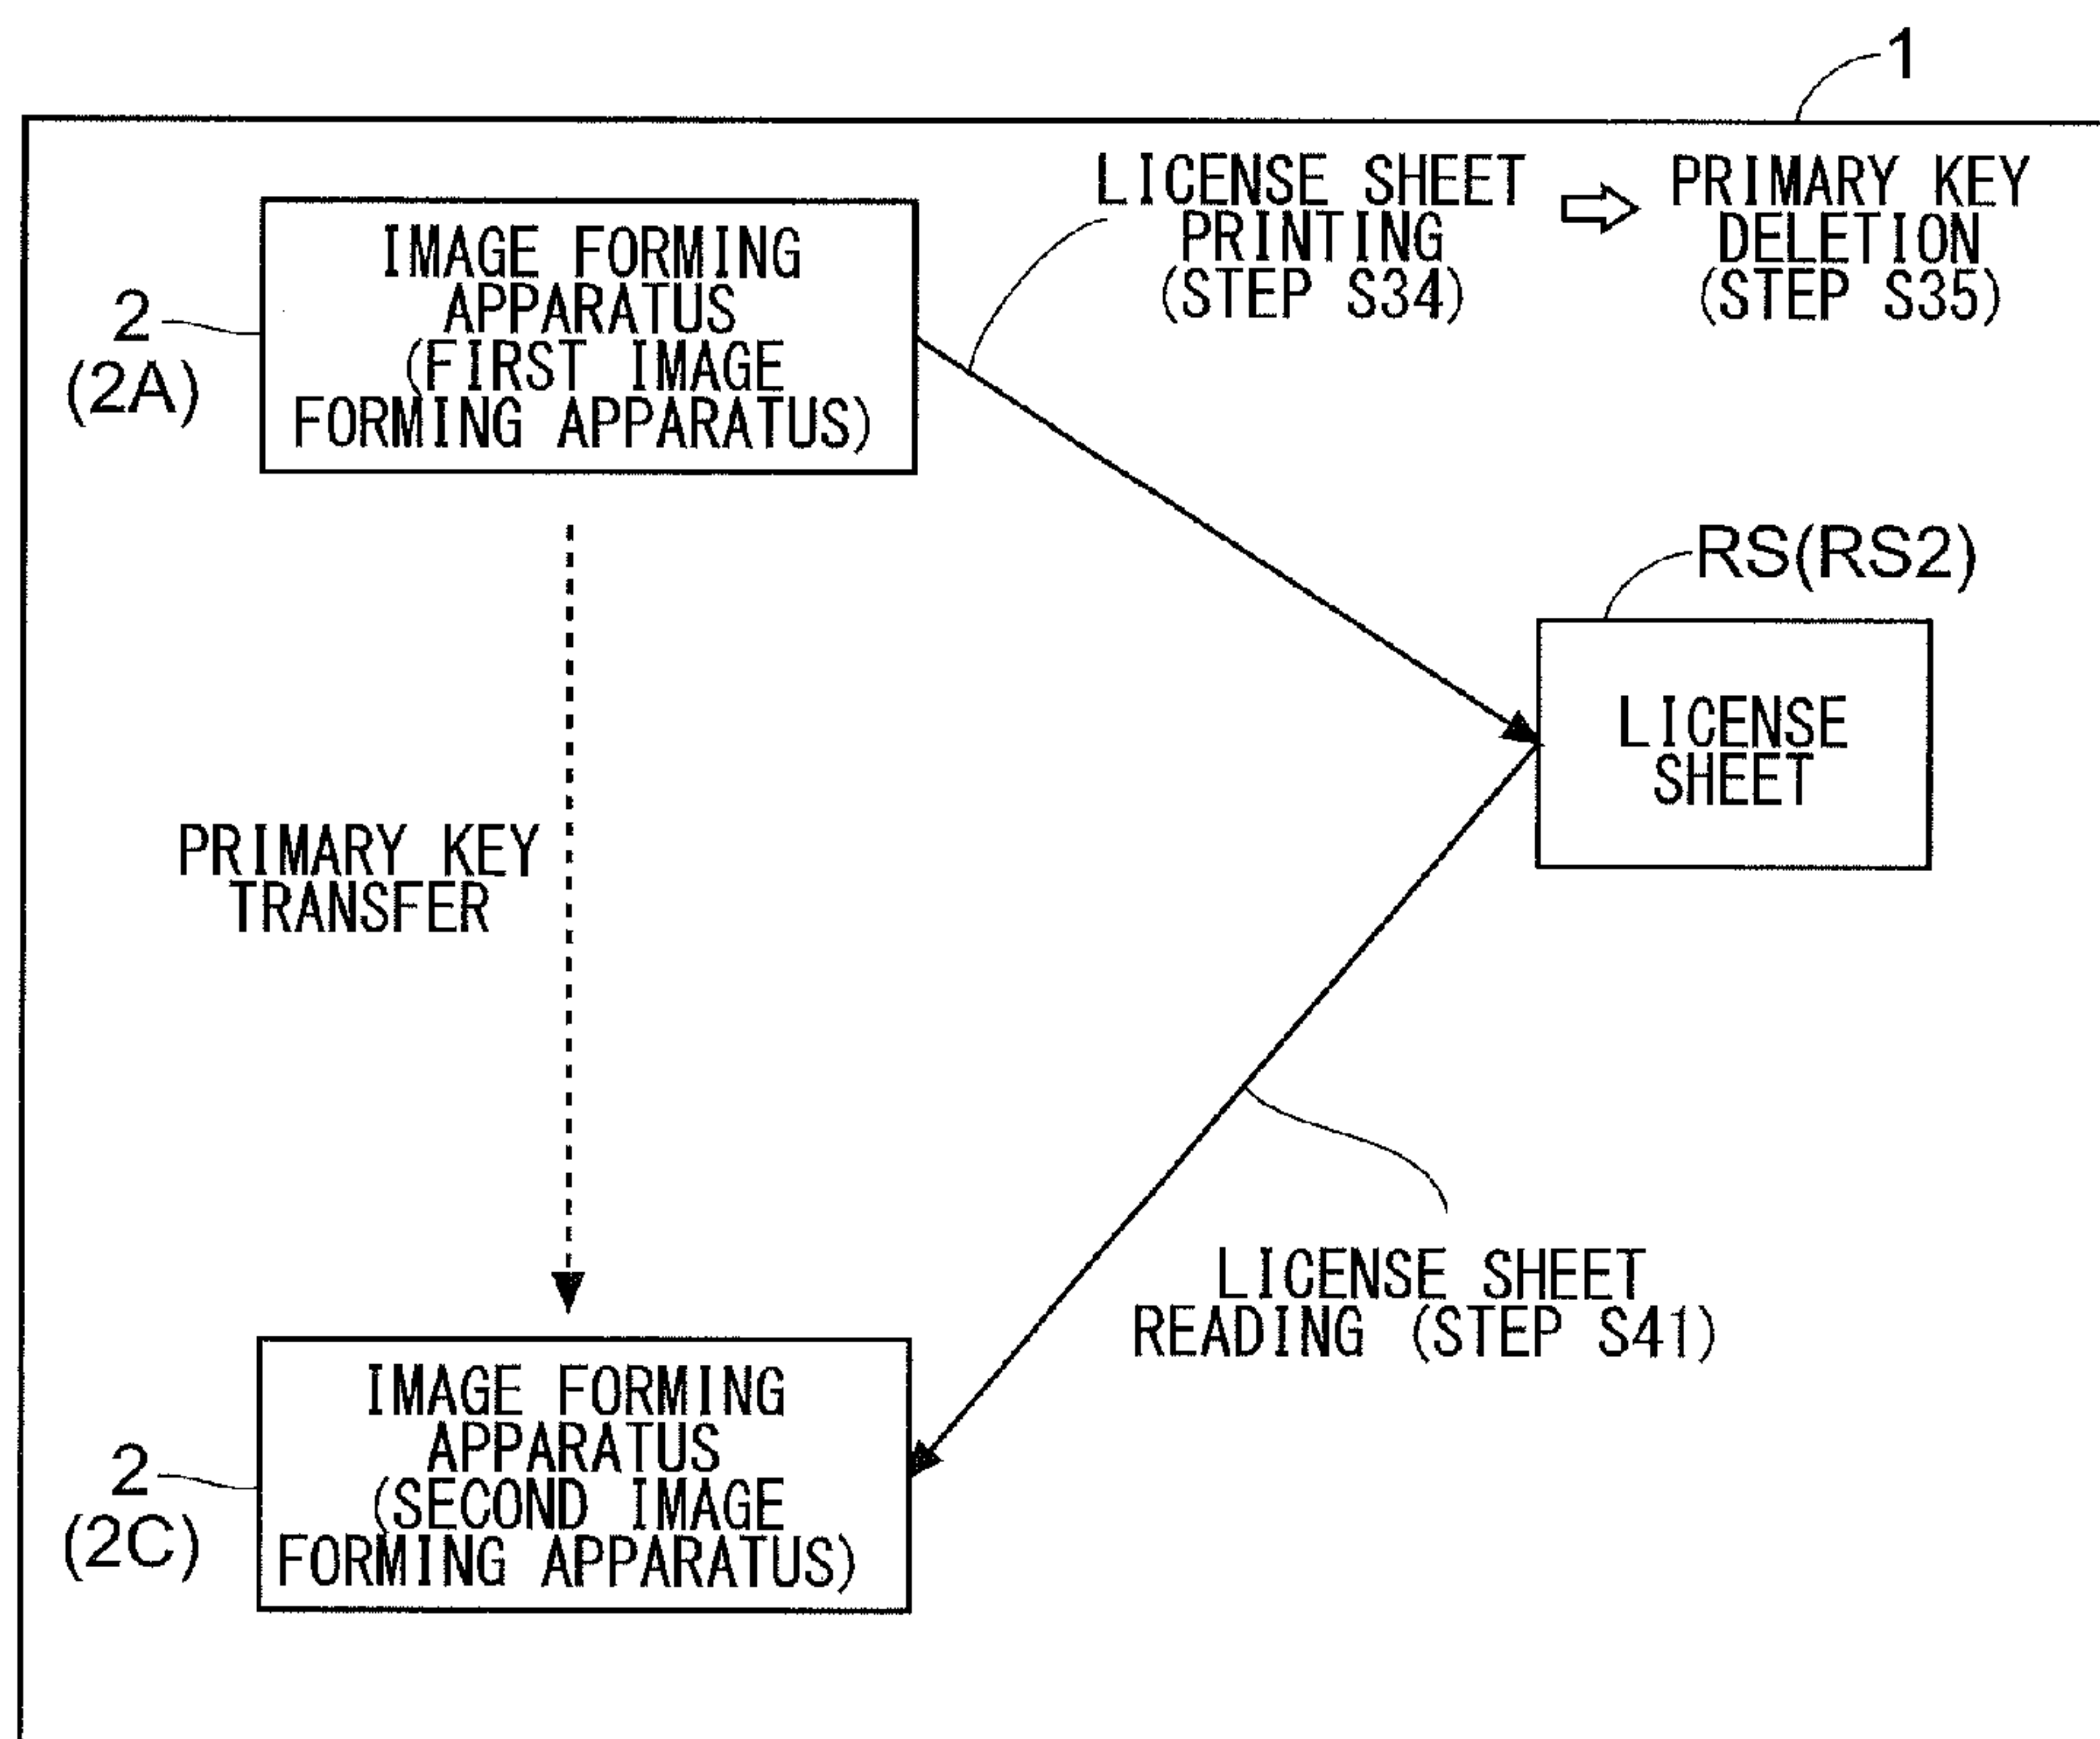 1
LICENSE SHEET
PRINTING
(STEP S34)
PRIMARY KEY
DELETION
(STEP S35)
IMAGE FORMING
APPARATUS
(FIRST IMAGE
FORMING APPARATUS)
2
(2A)
RS(RS2)
LICENSE
SHEET
PRIMARY KEY
TRANSFER
LICENSE SHEET
READING (STEP S41)
IMAGE FORMING
APPARATUS
(SECOND IMAGE
FORMING APPARATUS)
2
(2C)